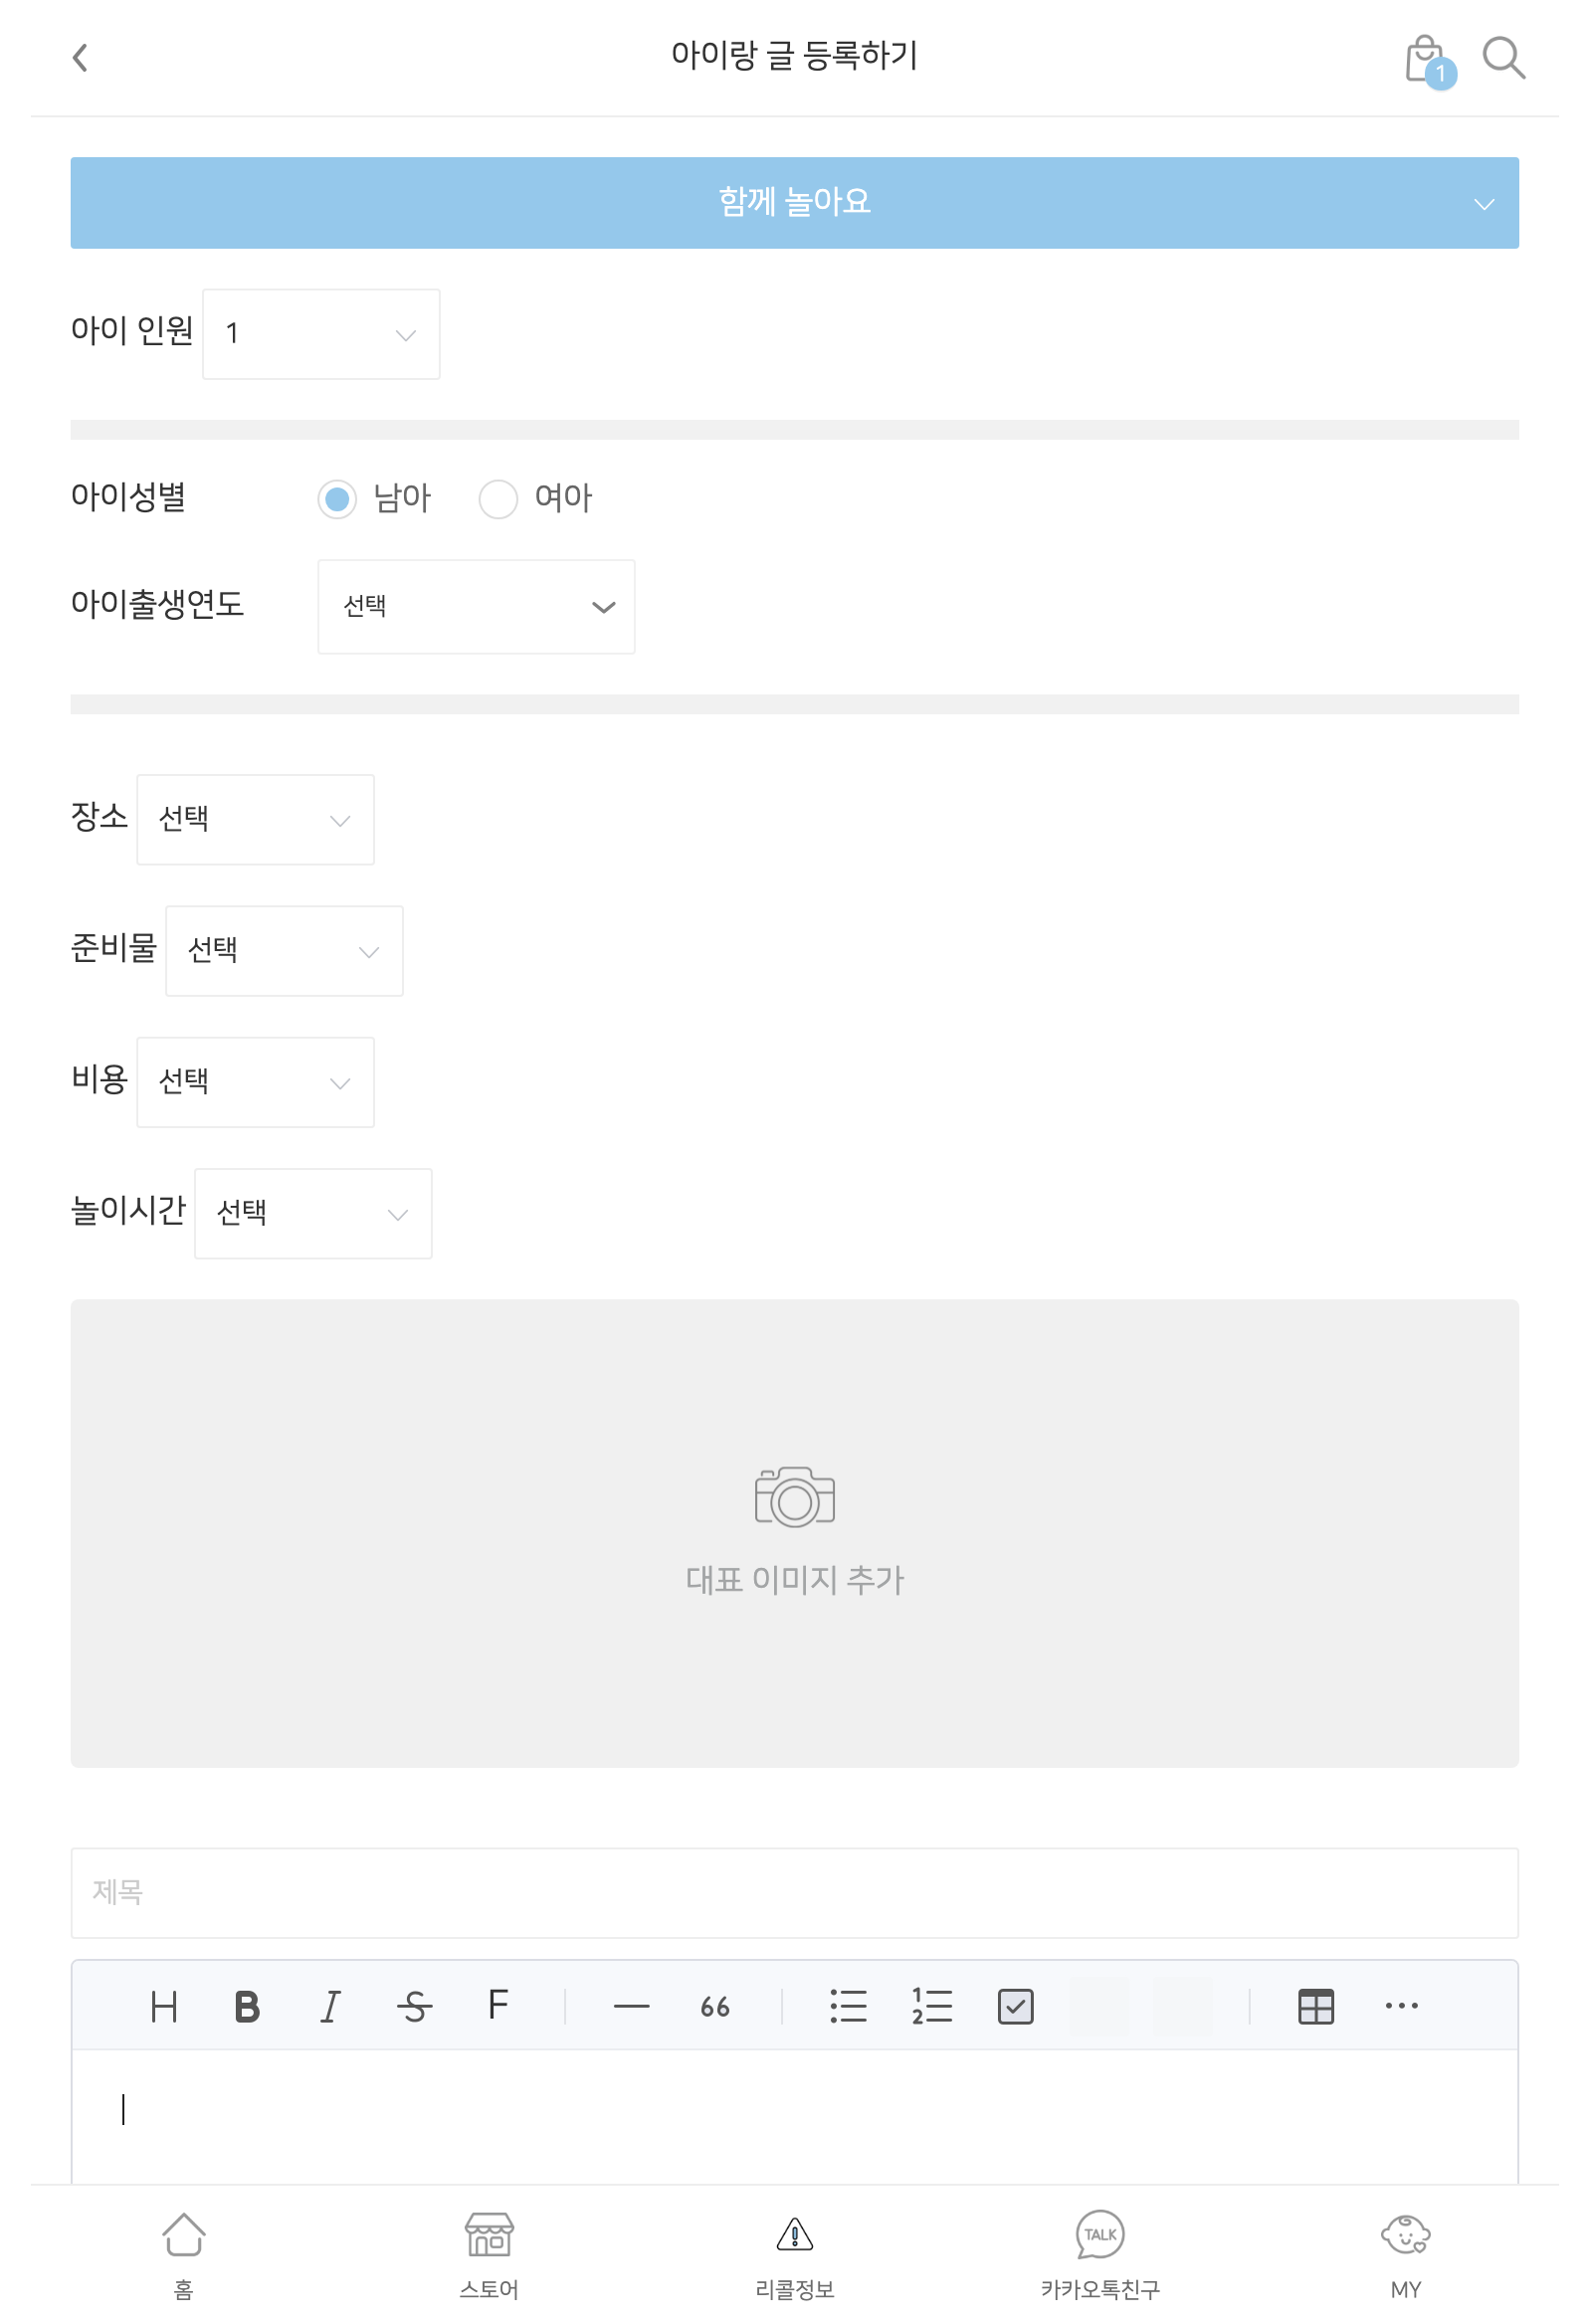 아이랑 글 등록하기
1
함께 놀아요
아이 인원 1
아이성별 남아 여아
아이출생연도 선택
장소 선택
준비물 선택
비용 선택
놀이시간 선택
대표 이미지 추가
제목
H B I S F — 66 1 2 ...
TALK
홈 스토어 리콜정보 카카오톡친구 MY